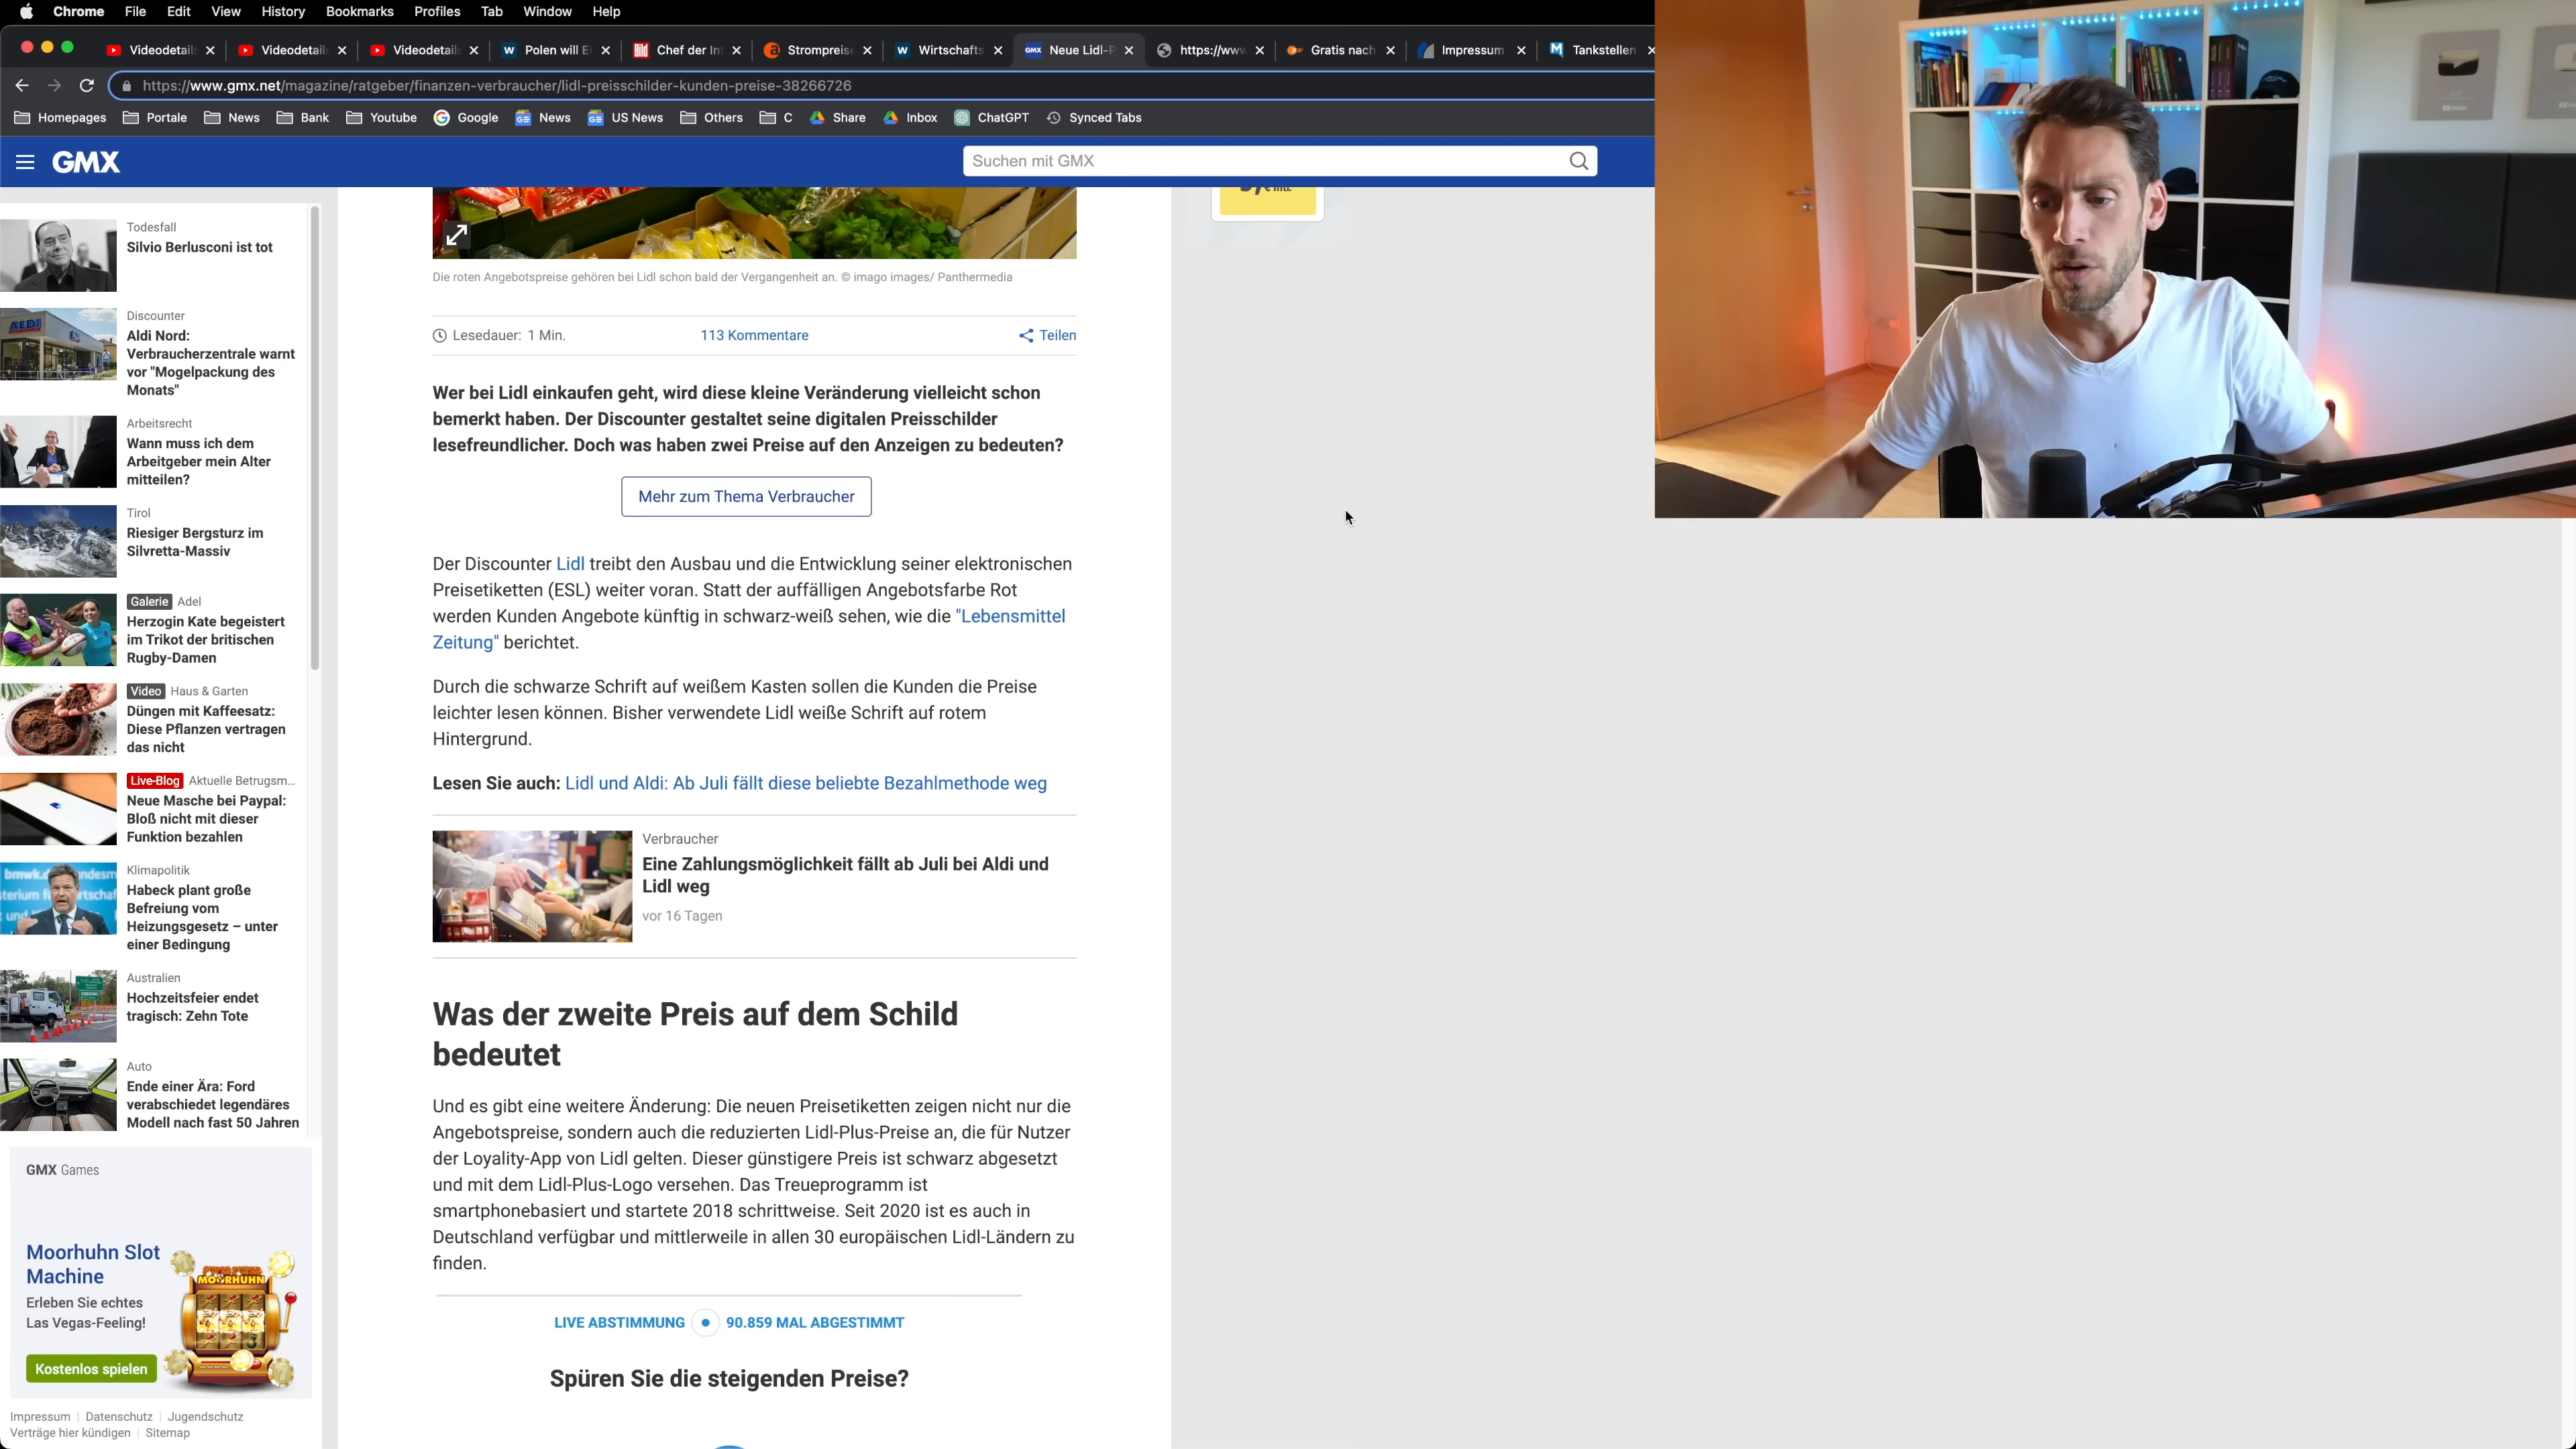 Chrome File Edit View History Bookmarks Profiles Tab Window Help
Videodetail Videodetail Videodetail Polen will E Chef der In Strompreis Wirtschafts Neue Lidl-P https://ww Gratis nach Impressum Tankstellen
https://www.gmx.net/magazine/ratgeber/finanzen-verbraucher/lidl-preisschilder-kunden-preise-38266726
Homepages Portale News Bank Youtube Google News US News Others C Share Inbox ChatGPT Synced Tabs
GMX
Suchen mit GMX
Todesfall
Silvio Berlusconi ist tot
Discounter
Aldi Nord:
Verbraucherzentrale warnt
vor "Mogelpackung des
Monats"
Arbeitsrecht
Wann muss ich dem
Arbeitgeber mein Alter
mitteilen?
Tirol
Riesiger Bergsturz im
Silvretta-Massiv
Galerie Adel
Herzogin Kate begeistert
im Trikot der britischen
Rugby-Damen
Video Haus & Garten
Düngen mit Kaffeesatz:
Diese Pflanzen vertragen
das nicht
Live-Blog Aktuelle Betrugsm...
Neue Masche bei Paypal:
Bloß nicht mit dieser
Funktion bezahlen
Klimapolitik
Habeck plant große
Befreiung vom
Heizungsgesetz – unter
einer Bedingung
Australien
Hochzeitsfeier endet
tragisch: Zehn Tote
Auto
Ende einer Ära: Ford
verabschiedet legendäres
Modell nach fast 50 Jahren
GMX Games
Moorhuhn Slot
Machine
Erleben Sie echtes
Las Vegas-Feeling!
Kostenlos spielen
MOORHUHN
Impressum | Datenschutz | Jugendschutz
Verträge hier kündigen | Sitemap
Die roten Angebotspreise gehören bei Lidl schon bald der Vergangenheit an. © imago images/ Panthermedia
Lesedauer: 1 Min. 113 Kommentare Teilen
Wer bei Lidl einkaufen geht, wird diese kleine Veränderung vielleicht schon
bemerkt haben. Der Discounter gestaltet seine digitalen Preisschilder
lesefreundlicher. Doch was haben zwei Preise auf den Anzeigen zu bedeuten?
Mehr zum Thema Verbraucher
Der Discounter Lidl treibt den Ausbau und die Entwicklung seiner elektronischen
Preisetiketten (ESL) weiter voran. Statt der auffälligen Angebotsfarbe Rot
werden Kunden Angebote künftig in schwarz-weiß sehen, wie die "Lebensmittel
Zeitung" berichtet.
Durch die schwarze Schrift auf weißem Kasten sollen die Kunden die Preise
leichter lesen können. Bisher verwendete Lidl weiße Schrift auf rotem
Hintergrund.
Lesen Sie auch: Lidl und Aldi: Ab Juli fällt diese beliebte Bezahlmethode weg
Verbraucher
Eine Zahlungsmöglichkeit fällt ab Juli bei Aldi und
Lidl weg
vor 16 Tagen
Was der zweite Preis auf dem Schild
bedeutet
Und es gibt eine weitere Änderung: Die neuen Preisetiketten zeigen nicht nur die
Angebotspreise, sondern auch die reduzierten Lidl-Plus-Preise an, die für Nutzer
der Loyality-App von Lidl gelten. Dieser günstigere Preis ist schwarz abgesetzt
und mit dem Lidl-Plus-Logo versehen. Das Treueprogramm ist
smartphonebasiert und startete 2018 schrittweise. Seit 2020 ist es auch in
Deutschland verfügbar und mittlerweile in allen 30 europäischen Lidl-Ländern zu
finden.
LIVE ABSTIMMUNG 90.859 MAL ABGESTIMMT
Spüren Sie die steigenden Preise?